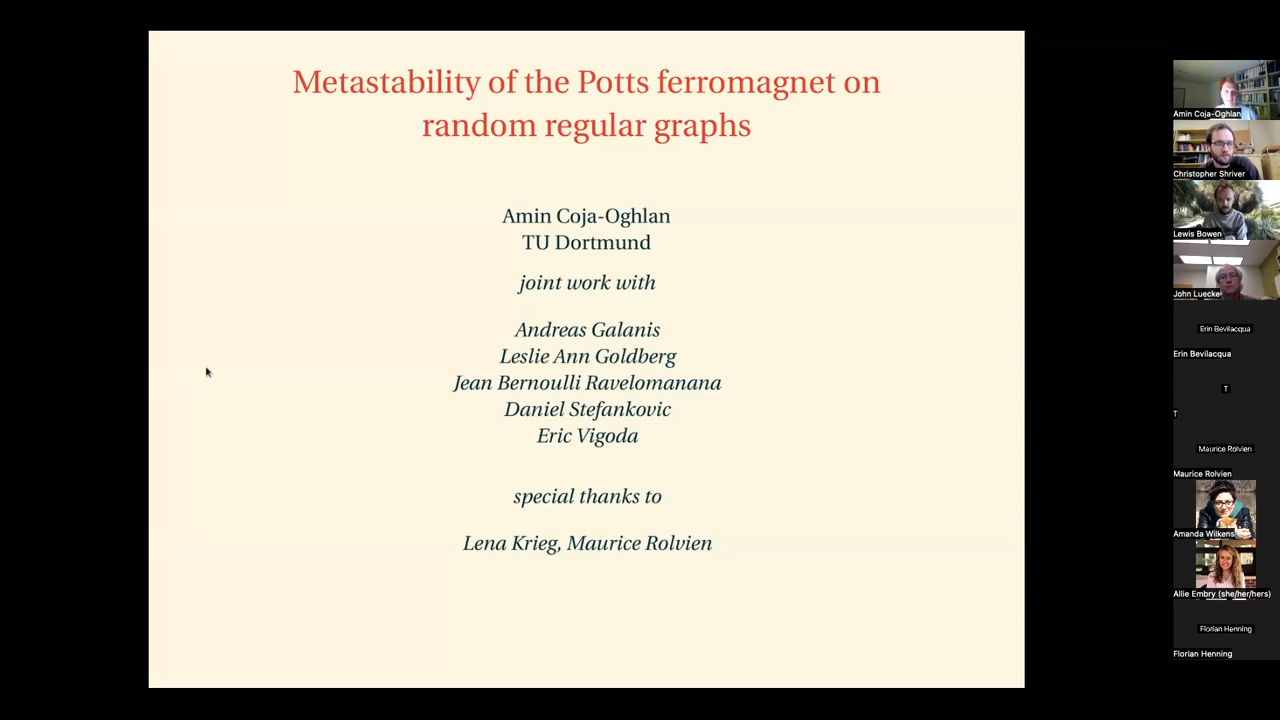 Metastability of the Potts ferromagnet on
random regular graphs
Amin Coja-Oghlan
TU Dortmund
joint work with
Andreas Galanis
Leslie Ann Goldberg
Jean Bernoulli Ravelomanana
Daniel Stefankovic
Eric Vigoda
special thanks to
Lena Krieg, Maurice Rolvien
Amin Coja-Oghlan
Christopher Shriver
Lewis Bowen
John Luecke
Erin Bevilacqua
Erin Bevilacqua
T
T
Maurice Rolvien
Maurice Rolvien
Amanda Wilkens
Allie Embry (she/her/hers)
Florian Henning
Florian Henning